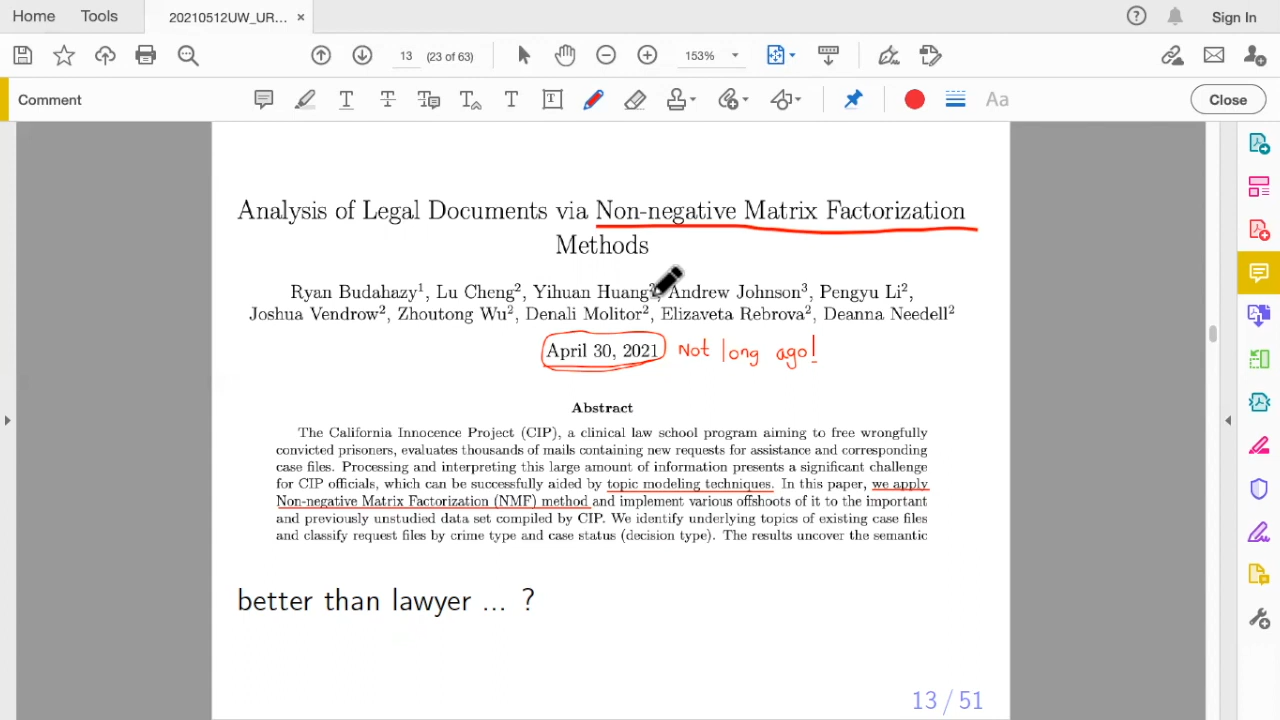 Home Tools 20210512UW_UR... × Sign In
13 (23 of 63) 153%
Comment Close
Analysis of Legal Documents via Non-negative Matrix Factorization
Methods
Ryan Budahazy1, Lu Cheng2, Yihuan Huang2, Andrew Johnson3, Pengyu Li2,
Joshua Vendrow2, Zhoutong Wu2, Denali Molitor2, Elizaveta Rebrova2, Deanna Needell2
April 30, 2021 Not long ago!
Abstract
The California Innocence Project (CIP), a clinical law school program aiming to free wrongfully
convicted prisoners, evaluates thousands of mails containing new requests for assistance and corresponding
case files. Processing and interpreting this large amount of information presents a significant challenge
for CIP officials, which can be successfully aided by topic modeling techniques. In this paper, we apply
Non-negative Matrix Factorization (NMF) method and implement various offshoots of it to the important
and previously unstudied data set compiled by CIP. We identify underlying topics of existing case files
and classify request files by crime type and case status (decision type). The results uncover the semantic
better than lawyer ... ?
13 / 51